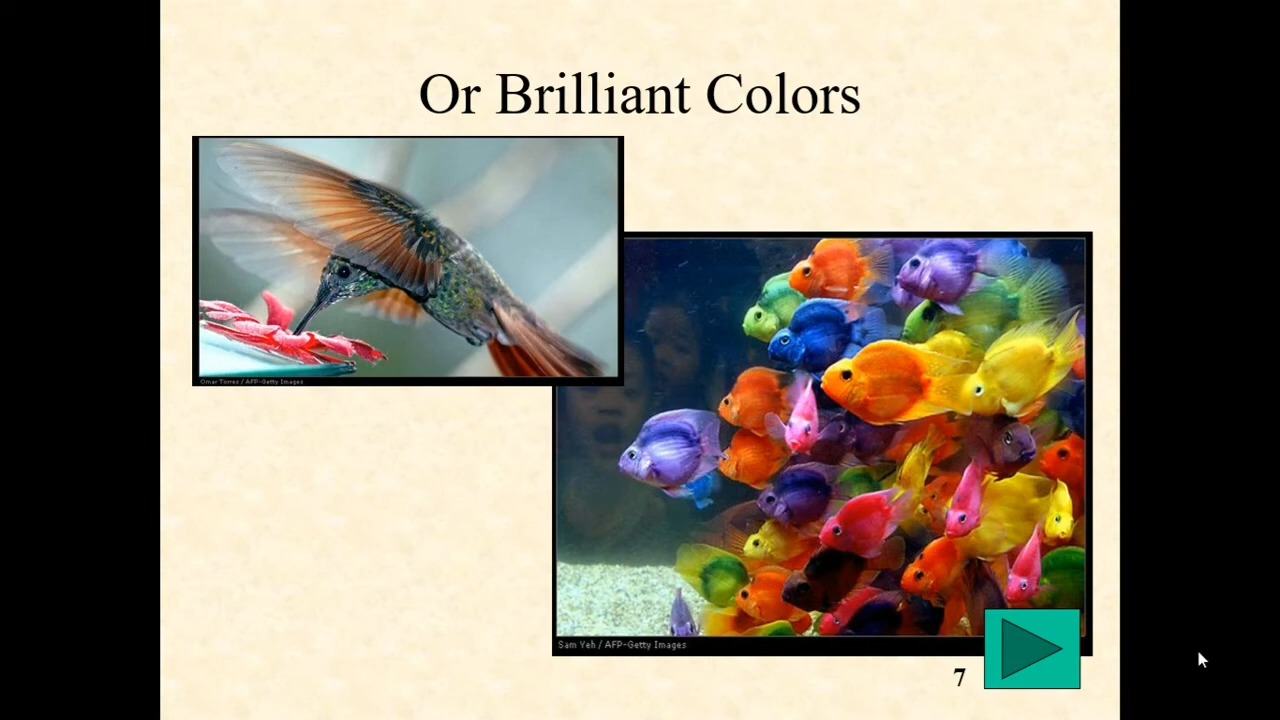 Or Brilliant Colors
Omar Torres / AFP-Getty Images
Sam Yeh / AFP-Getty Images
7